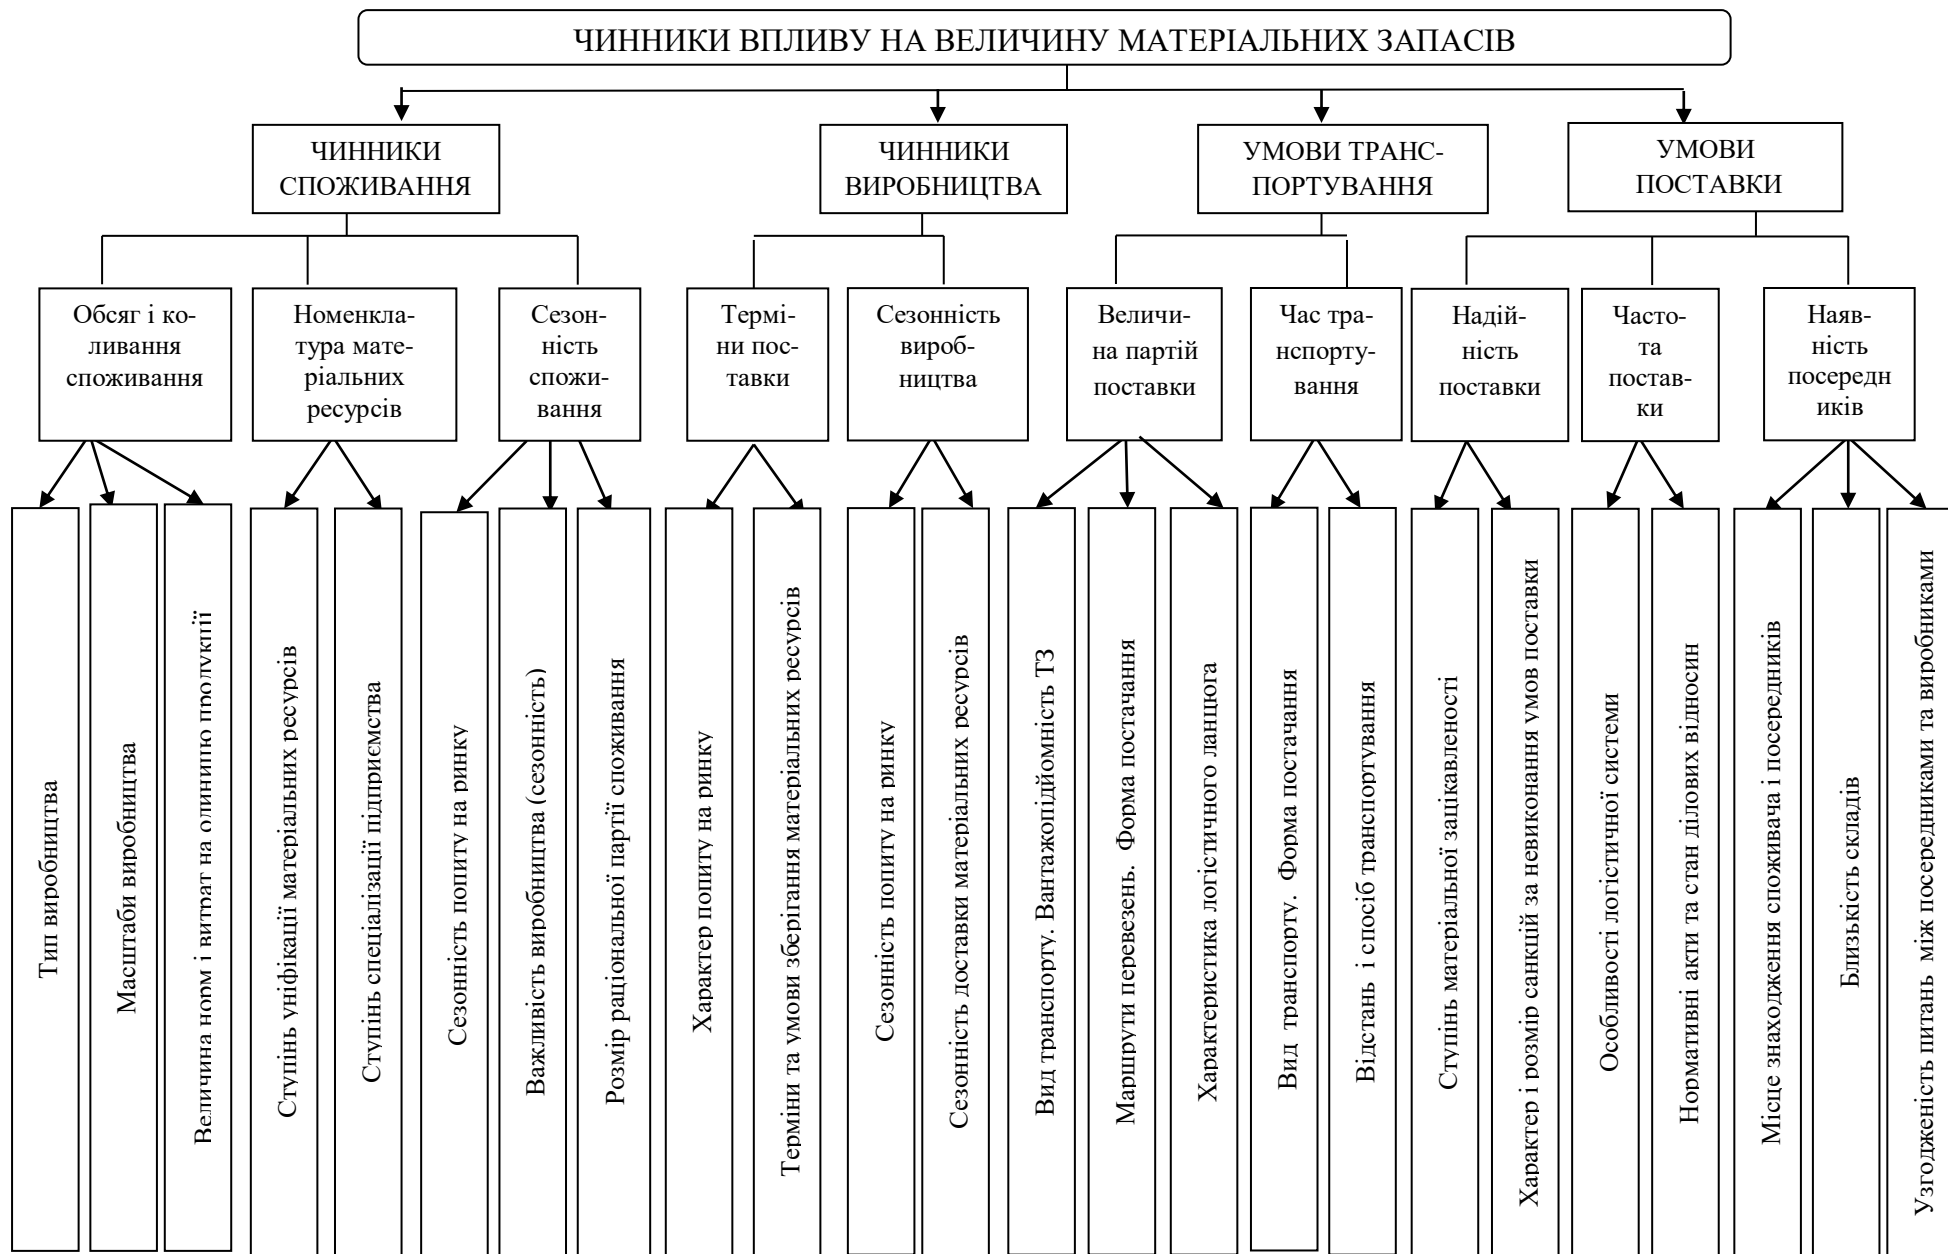 ЧИННИКИ ВПЛИВУ НА ВЕЛИЧИНУ МАТЕРІАЛЬНИХ ЗАПАСІВ
ЧИННИКИ
СПОЖИВАННЯ
ЧИННИКИ
ВИРОБНИЦТВА
УМОВИ ТРАНС-
ПОРТУВАННЯ
УМОВИ
ПОСТАВКИ
Обсяг і ко-
ливання
споживання
Номенкла-
тура мате-
ріальних
ресурсів
Сезон-
ність
спожи-
вання
Термі-
ни пос-
тавки
Сезонність
вироб-
ництва
Величи-
на партій
поставки
Час тра-
нспорту-
вання
Надій-
ність
поставки
Часто-
та
постав-
ки
Наяв-
ність
посередн
иків
Тип виробництва
Масштаби виробництва
Величина норм і витрат на одиницю продукції
Ступінь уніфікації матеріальних ресурсів
Ступінь спеціалізації підприємства
Сезонність попиту на ринку
Важливість виробництва (сезонність)
Розмір раціональної партії споживання
Характер попиту на ринку
Терміни та умови зберігання матеріальних ресурсів
Сезонність попиту на ринку
Сезонність доставки матеріальних ресурсів
Вид транспорту. Вантажопідйомність ТЗ
Маршрути перевезень. Форма постачання
Характеристика логістичного ланцюга
Вид транспорту. Форма постачання
Відстань і спосіб транспортування
Ступінь матеріальної зацікавленості
Характер і розмір санкцій за невиконання умов поставки
Особливості логістичної системи
Нормативні акти та стан ділових відносин
Місце знаходження споживача і посередників
Близькість складів
Узгодженість питань між посередниками та виробниками